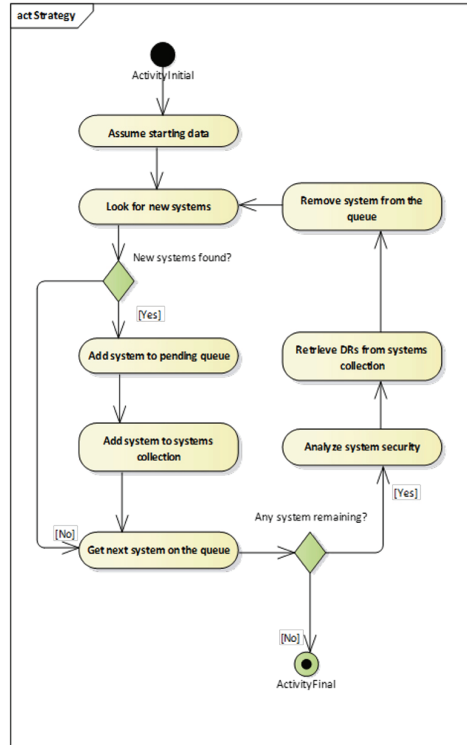 act Strategy
ActivityInitial
Assume starting data
Look for new systems
Remove system from the
queue
New systems found?
[Yes]
Add system to pending queue
Retrieve DRs from systems
collection
Add system to systems
collection
Analyze system security
[Yes]
Any system remaining?
[No]
Get next system on the queue
[No]
ActivityFinal